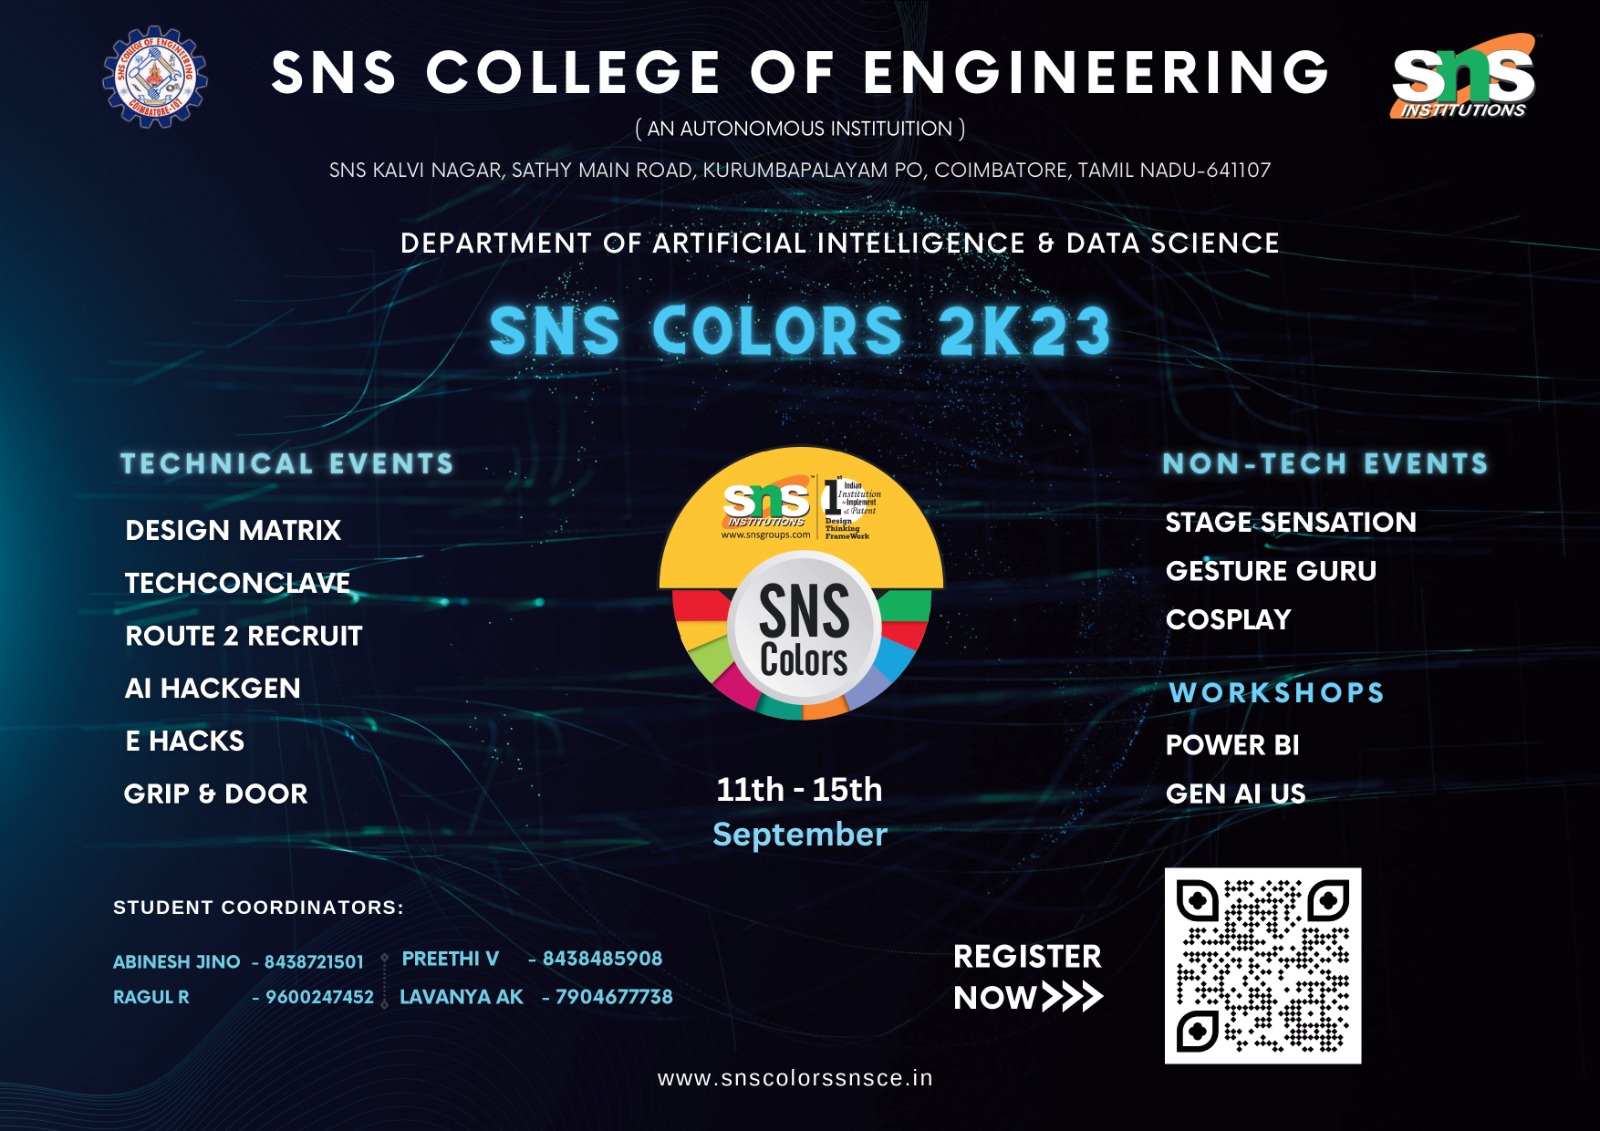 SNS COLLEGE OF ENGINEERING
COIMBATORE-107
SNS COLLEGE OF ENGINEERING
SNS
INSTITUTIONS
( AN AUTONOMOUS INSTITUITION )
SNS KALVI NAGAR, SATHY MAIN ROAD, KURUMBAPALAYAM PO, COIMBATORE, TAMIL NADU-641107
DEPARTMENT OF ARTIFICIAL INTELLIGENCE & DATA SCIENCE
SNS COLORS 2K23
TECHNICAL EVENTS
DESIGN MATRIX
TECHCONCLAVE
ROUTE 2 RECRUIT
AI HACKGEN
E HACKS
GRIP & DOOR
sns
INSTITUTIONS
www.snsgroups.com
1st Indian
Institution
to Implement
& Patent
Design
Thinking
FrameWork
SNS
Colors
11th - 15th
September
NON-TECH EVENTS
STAGE SENSATION
GESTURE GURU
COSPLAY
WORKSHOPS
POWER BI
GEN AI US
STUDENT COORDINATORS:
ABINESH JINO - 8438721501
PREETHI V - 8438485908
RAGUL R - 9600247452
LAVANYA AK - 7904677738
REGISTER
NOW>>>
www.snscolorssnsce.in